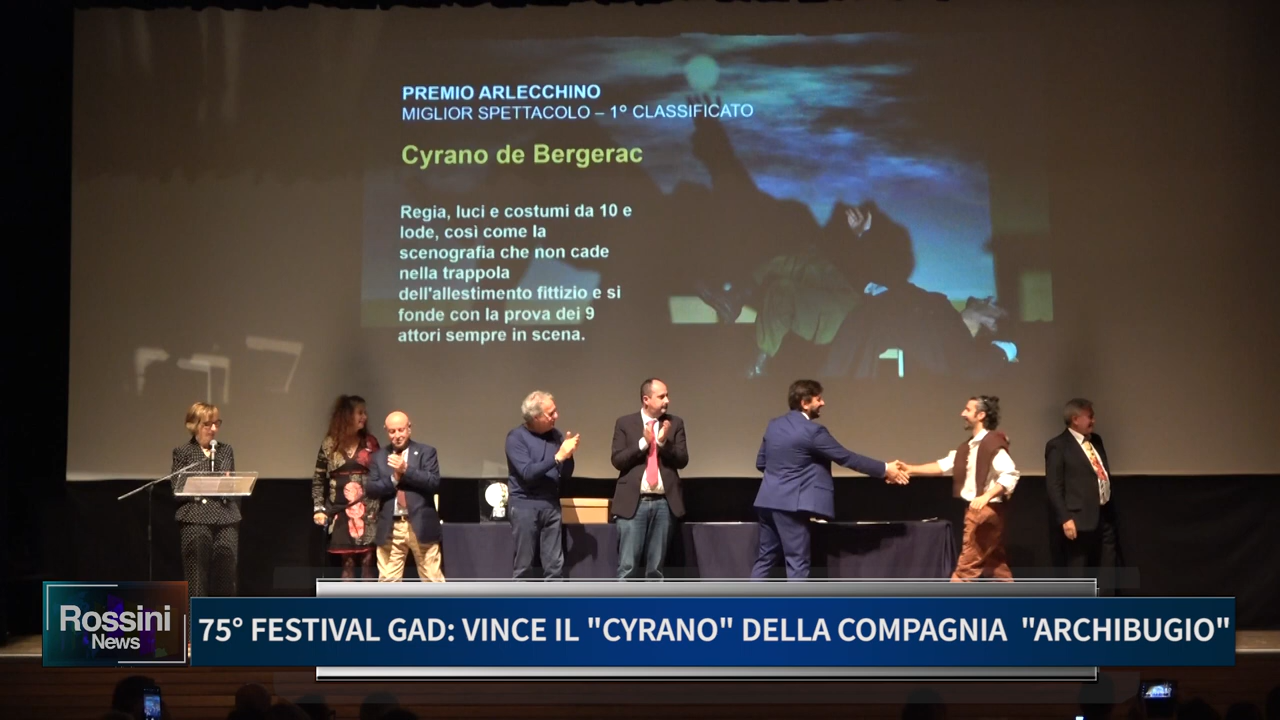 PREMIO ARLECCHINO
MIGLIOR SPETTACOLO – 1° CLASSIFICATO
Cyrano de Bergerac
Regia, luci e costumi da 10 e
lode, così come la
scenografia che non cade
nella trappola
dell'allestimento fittizio e si
fonde con la prova dei 9
attori sempre in scena.
Rossini
News
75° FESTIVAL GAD: VINCE IL "CYRANO" DELLA COMPAGNIA "ARCHIBUGIO"